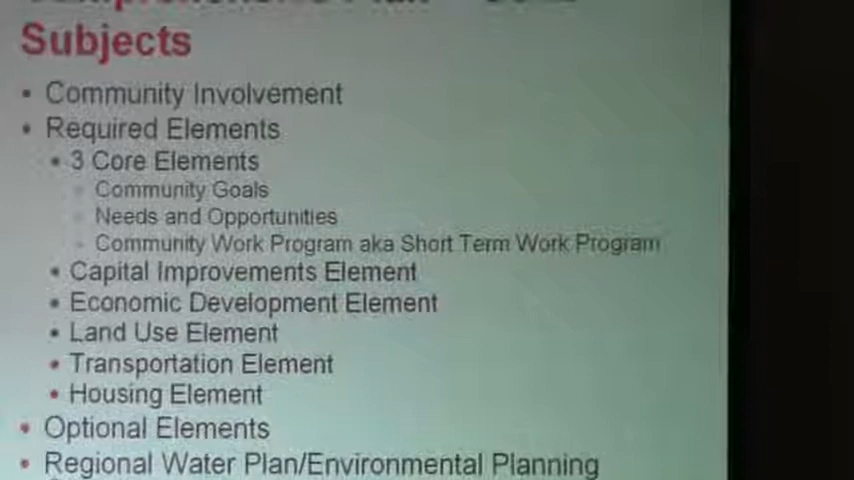 Subjects
• Community Involvement
• Required Elements
• 3 Core Elements
Community Goals
Needs and Opportunities
Community Work Program aka Short Term Work Program
• Capital Improvements Element
• Economic Development Element
• Land Use Element
• Transportation Element
• Housing Element
• Optional Elements
• Regional Water Plan/Environmental Planning